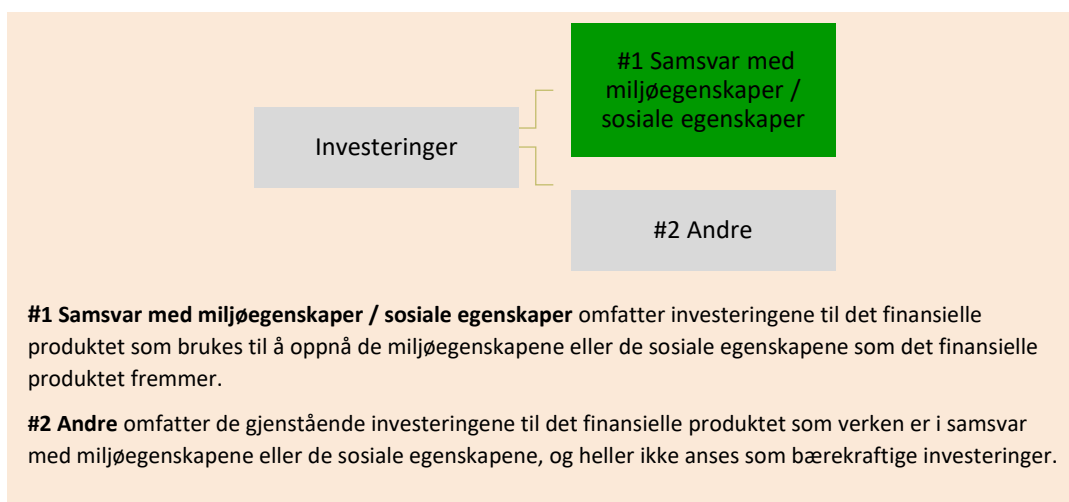 #1 Samsvar med
miljøegenskaper /
sosiale egenskaper
Investeringer
#2 Andre
#1 Samsvar med miljøegenskaper / sosiale egenskaper omfatter investeringene til det finansielle
produktet som brukes til å oppnå de miljøegenskapene eller de sosiale egenskapene som det finansielle
produktet fremmer.
#2 Andre omfatter de gjenstående investeringene til det finansielle produktet som verken er i samsvar
med miljøegenskapene eller de sosiale egenskapene, og heller ikke anses som bærekraftige investeringer.